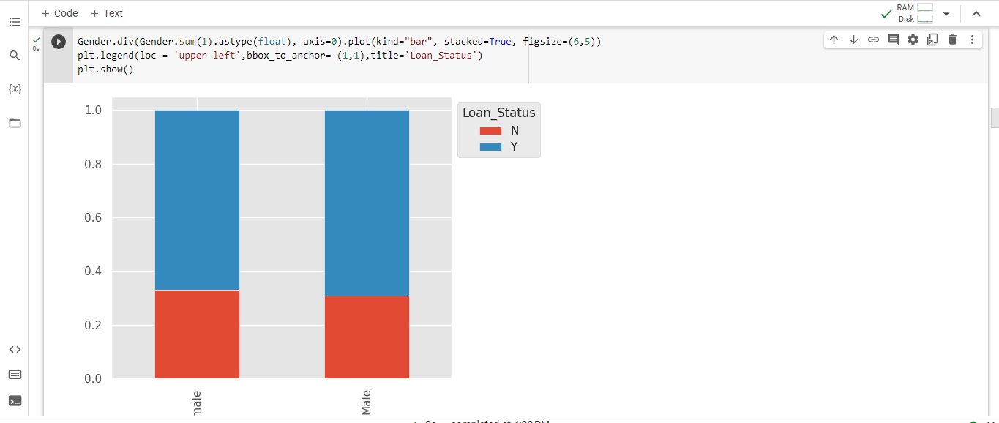 + Code + Text
RAM
Disk
0s
{x}
Gender.div(Gender.sum(1).astype(float), axis=0).plot(kind="bar", stacked=True, figsize=(6,5))
plt.legend(loc = 'upper left',bbox_to_anchor= (1,1),title='Loan_Status')
plt.show()
Loan_Status
N
Y
1.0
0.8
0.6
0.4
0.2
0.0
male
Male